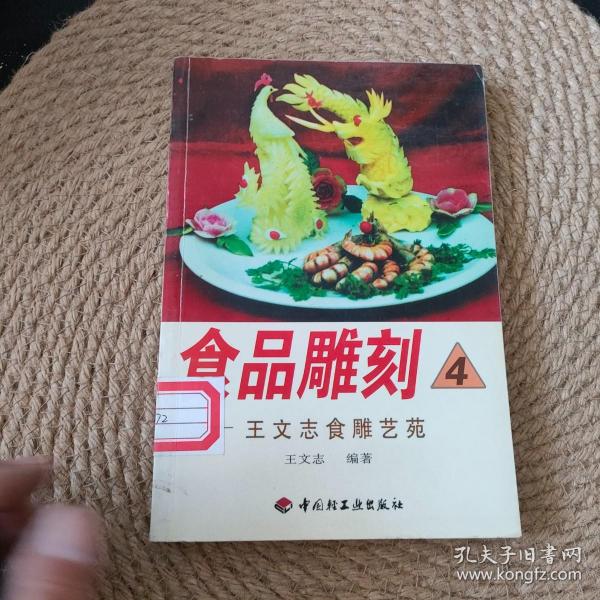 食品雕刻 4
王文志食雕艺苑
王文志 编著
中国轻工业出版社
72
孔夫子旧书网
www.kongfz.com